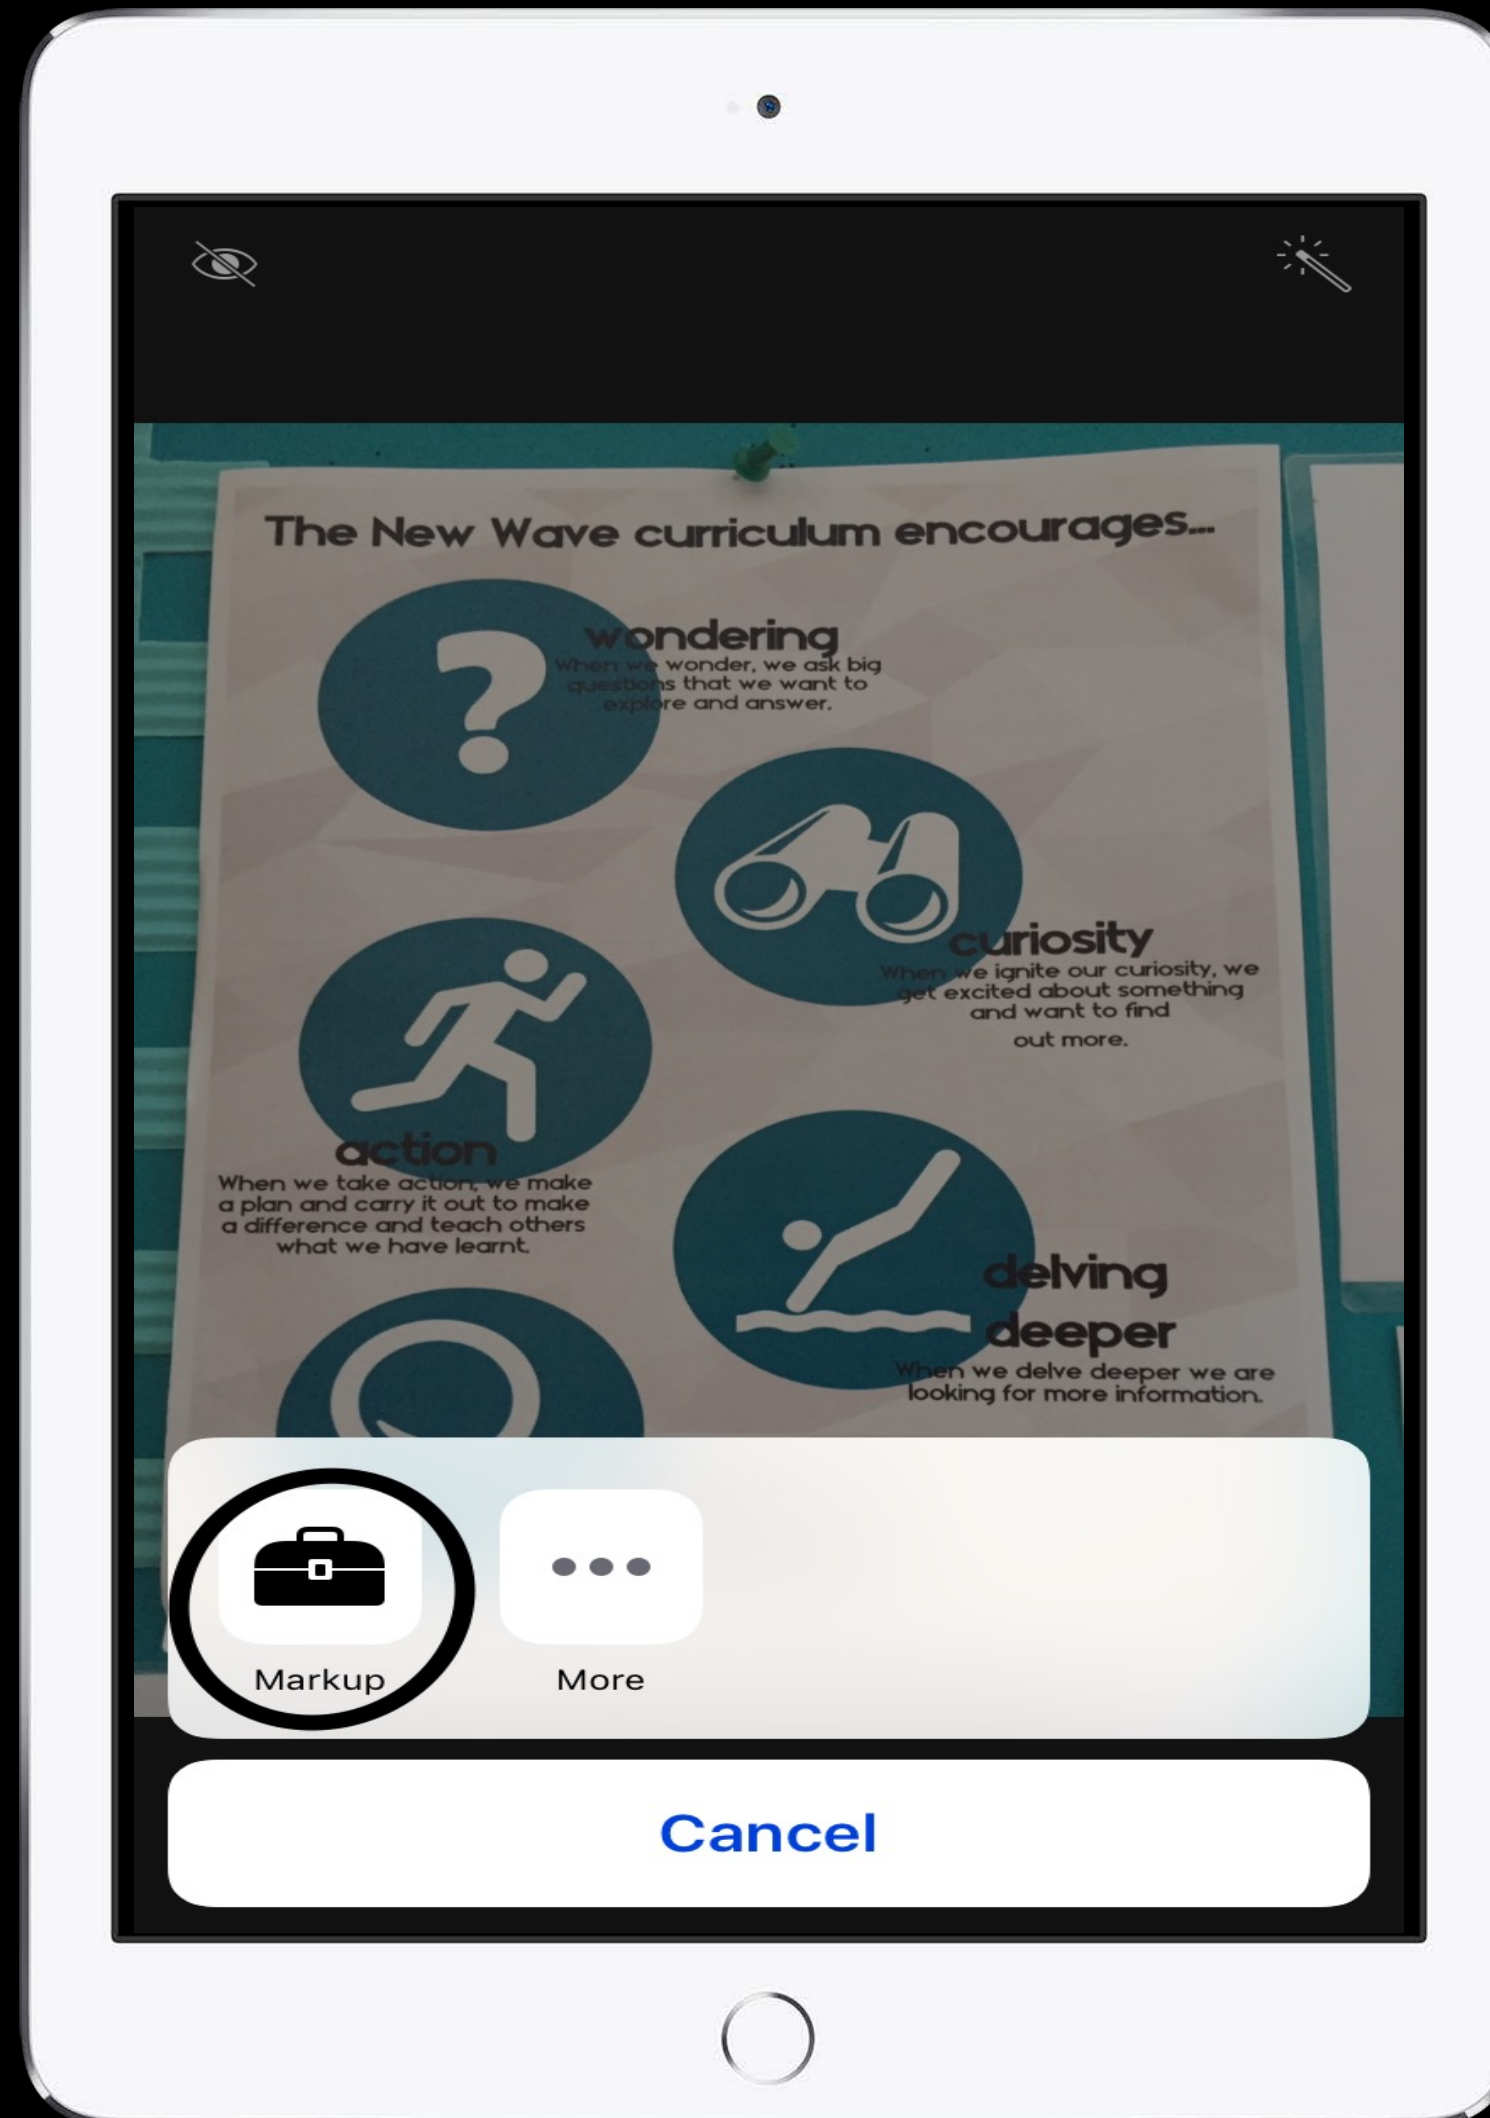 The New Wave curriculum encourages...
wondering
When we wonder, we ask big
questions that we want to
explore and answer.
curiosity
When we ignite our curiosity, we
get excited about something
and want to find
out more.
action
When we take action, we make
a plan and carry it out to make
a difference and teach others
what we have learnt.
delving
deeper
When we delve deeper we are
looking for more information.
Markup
More
Cancel